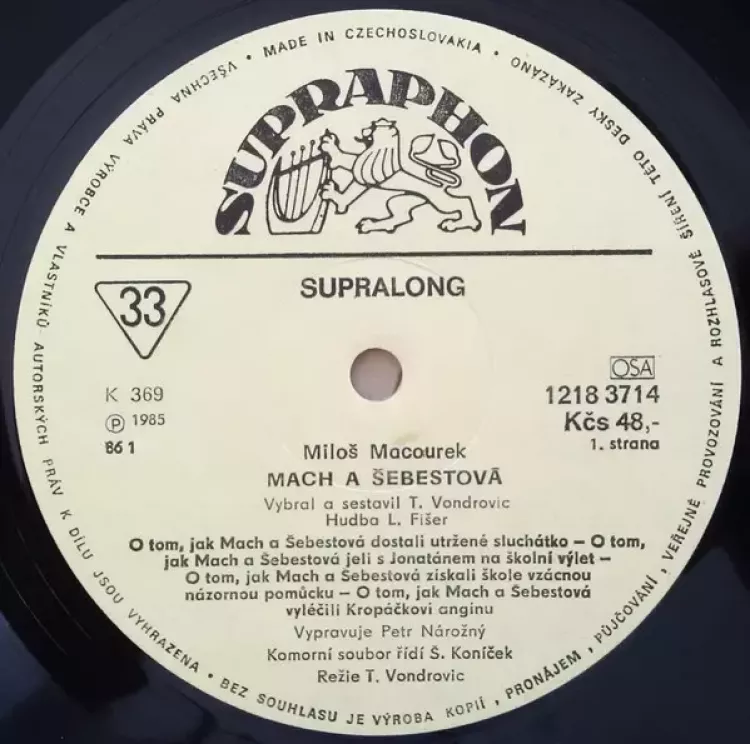 VŠECHNA PRÁVA VÝROBCE A VLASTNÍKŮ AUTORSKÝCH PRÁV K DÍLU JSOU VYHRAZENA • BEZ SOUHLASU JE VÝROBA KOPIÍ, PRONÁJEM, PŮJČOVÁNÍ, VEŘEJNÉ PROVOZOVÁNÍ A ROZHLASOVÉ ŠÍŘENÍ TÉTO DESKY ZAKÁZÁNO • MADE IN CZECHOSLOVAKIA •
SUPRAPHON
SUPRALONG
33
K 369
Ⓟ 1985
86 1
OSA
1218 3714
Kčs 48,-
1. strana
Miloš Macourek
MACH A ŠEBESTOVÁ
Vybral a sestavil T. Vondrovic
Hudba L. Fišer
O tom, jak Mach a Šebestová dostali utržené sluchátko – O tom,
jak Mach a Šebestová jeli s Jonatánem na školní výlet –
O tom, jak Mach a Šebestová získali škole vzácnou
názornou pomůcku – O tom, jak Mach a Šebestová
vyléčili Kropáčkovi anginu
Vypravuje Petr Nárožný
Komorní soubor řídí Š. Koníček
Režie T. Vondrovic